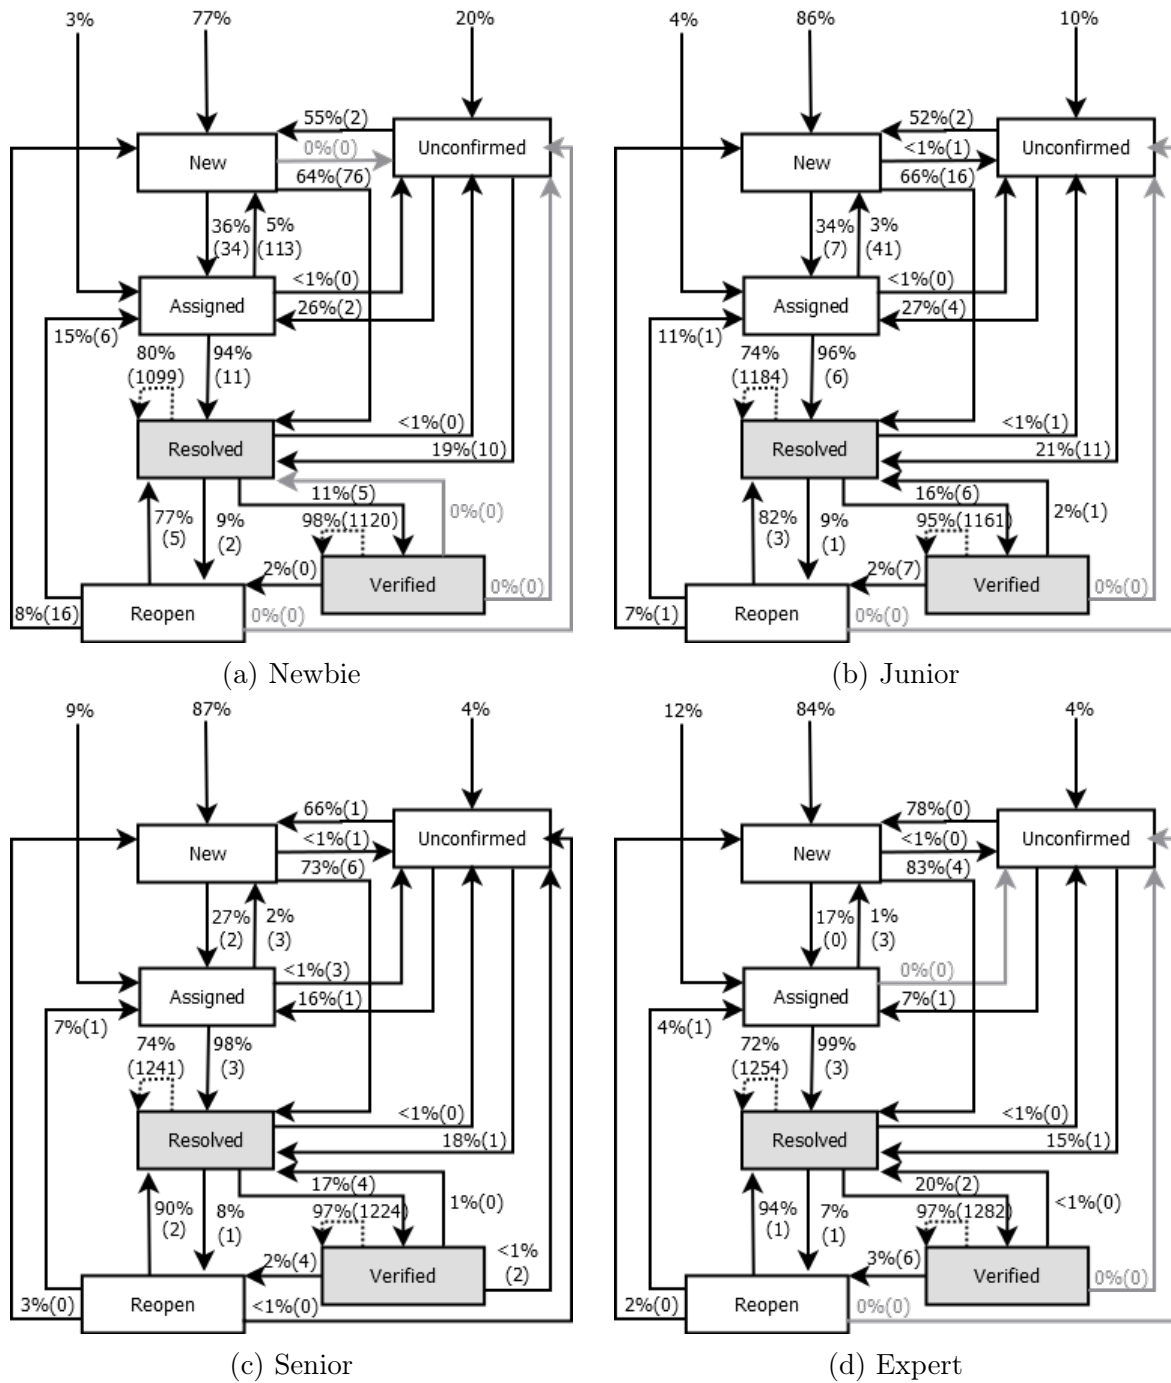 3% 77% 20%
55%(2)
New 0%(0) Unconfirmed
64%(76)
36% 5%
(34) (113)
<1%(0)
Assigned 26%(2)
15%(6) 80% 94%
(1099) (11)
<1%(0)
Resolved 19%(10)
11%(5)
77% 9% 98%(1120) 0%(0)
(5) (2)
2%(0) Verified 0%(0)
8%(16) Reopen 0%(0)
(a) Newbie
4% 86% 10%
52%(2)
New <1%(1) Unconfirmed
66%(16)
34% 3%
(7) (41)
<1%(0)
Assigned 27%(4)
11%(1) 74% 96%
(1184) (6)
<1%(1)
Resolved 21%(11)
16%(6)
82% 9% 95%(1161) 2%(1)
(3) (1)
2%(7) Verified 0%(0)
7%(1) Reopen 0%(0)
(b) Junior
9% 87% 4%
66%(1)
New <1%(1) Unconfirmed
73%(6)
27% 2%
(2) (3)
<1%(3)
Assigned 16%(1)
7%(1) 74% 98%
(1241) (3)
<1%(0)
Resolved 18%(1)
17%(4)
90% 8% 97%(1224) 1%(0)
(2) (1) <1%
2%(4) Verified (2)
3%(0) Reopen <1%(0)
(c) Senior
12% 84% 4%
78%(0)
New <1%(0) Unconfirmed
83%(4)
17% 1%
(0) (3)
0%(0)
Assigned 7%(1)
4%(1) 72% 99%
(1254) (3)
<1%(0)
Resolved 15%(1)
20%(2)
94% 7% 97%(1282) <1%(0)
(1) (1)
3%(6) Verified 0%(0)
2%(0) Reopen 0%(0)
(d) Expert